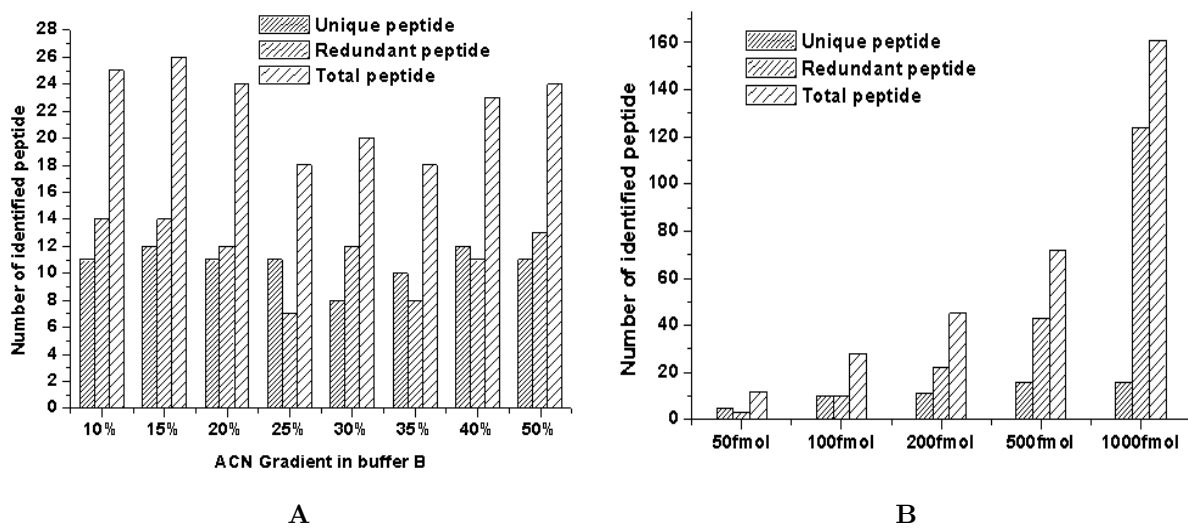 28
26
24
22
20
18
16
14
12
10
8
6
4
2
0
Number of identified peptide
Unique peptide
Redundant peptide
Total peptide
10% 15% 20% 25% 30% 35% 40% 50%
ACN Gradient in buffer B
A
160
140
120
100
80
60
40
20
0
Number of identified peptide
Unique peptide
Redundant peptide
Total peptide
50fmol 100fmol 200fmol 500fmol 1000fmol
B